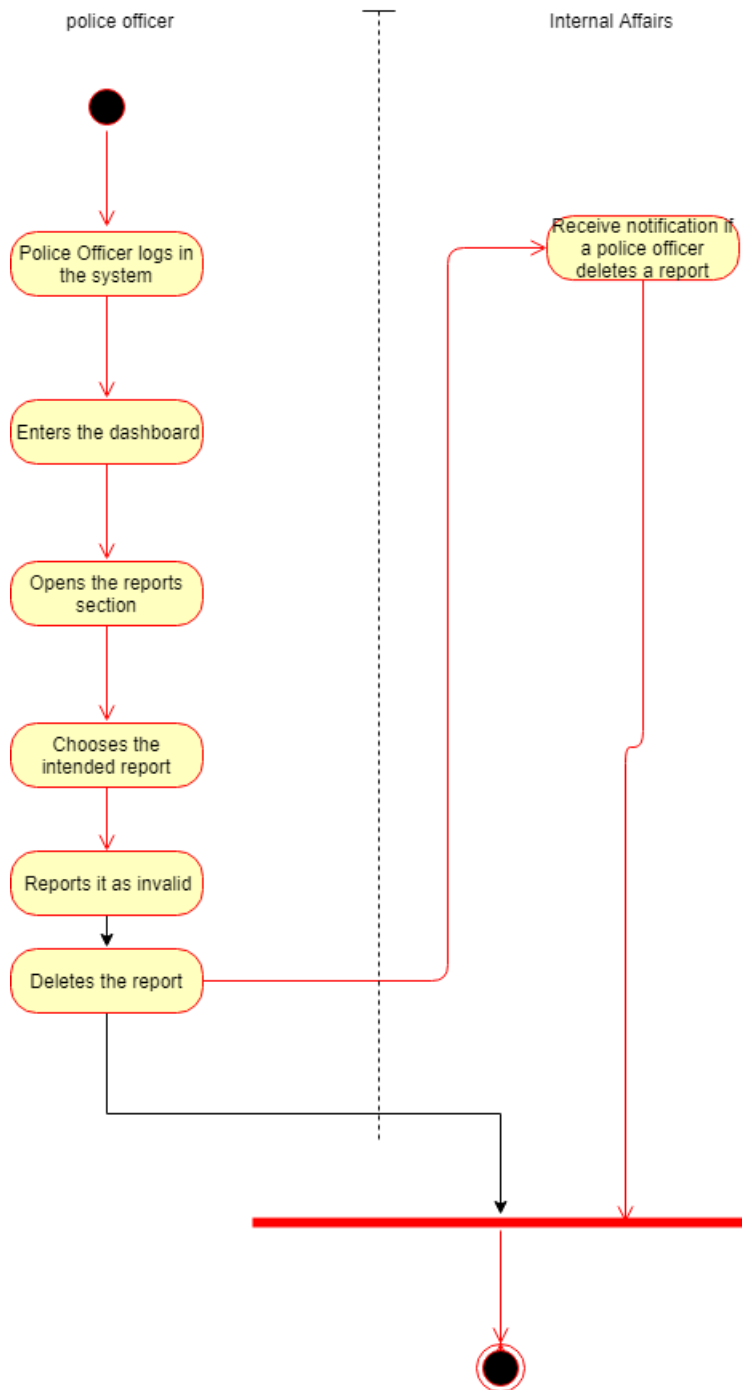 police officer
Internal Affairs
Police Officer logs in
the system
Receive notification if
a police officer
deletes a report
Enters the dashboard
Opens the reports
section
Chooses the
intended report
Reports it as invalid
Deletes the report